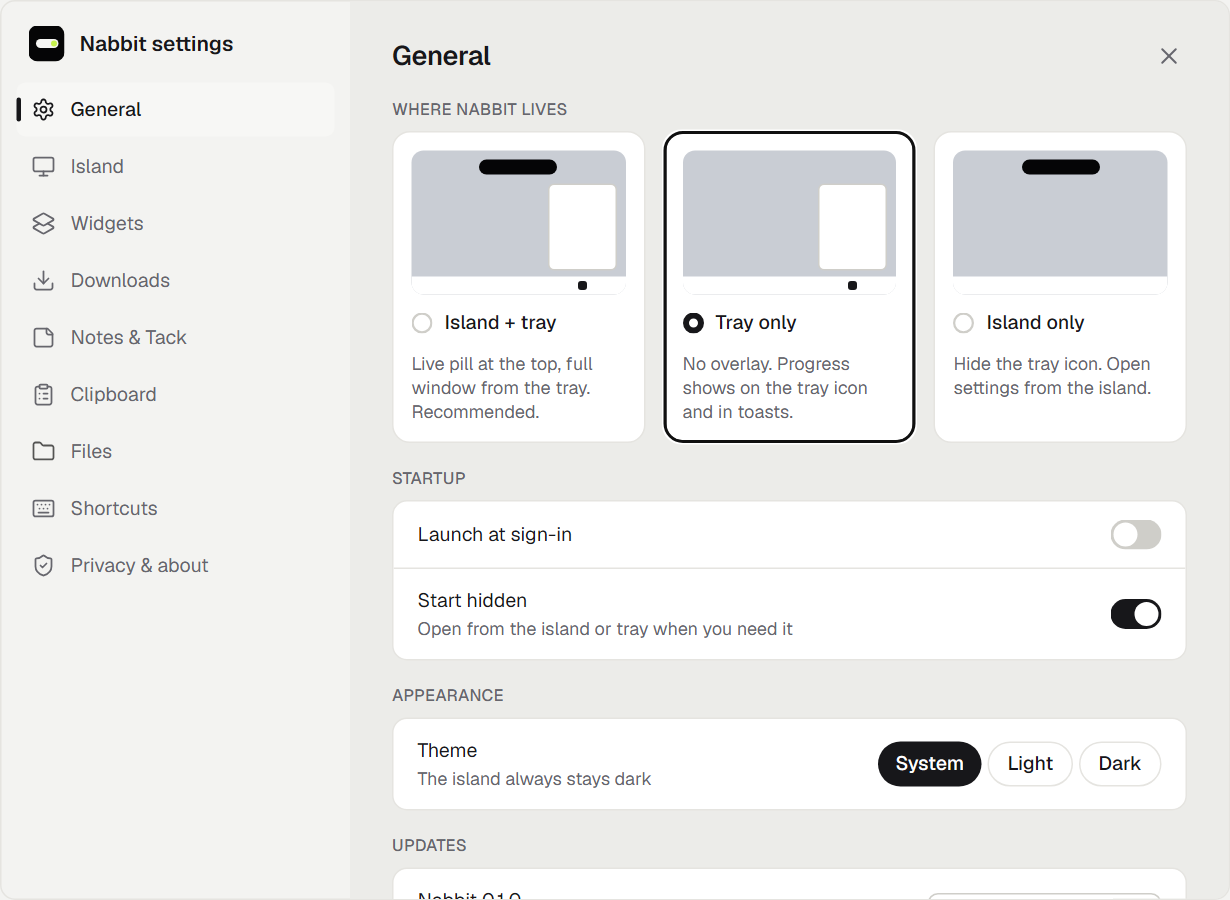 Nabbit settings
General
Island
Widgets
Downloads
Notes & Tack
Clipboard
Files
Shortcuts
Privacy & about
General
WHERE NABBIT LIVES
Island + tray
Live pill at the top, full
window from the tray.
Recommended.
Tray only
No overlay. Progress
shows on the tray icon
and in toasts.
Island only
Hide the tray icon. Open
settings from the island.
STARTUP
Launch at sign-in
Start hidden
Open from the island or tray when you need it
APPEARANCE
Theme
The island always stays dark
System
Light
Dark
UPDATES
Nabbit 0.1.0